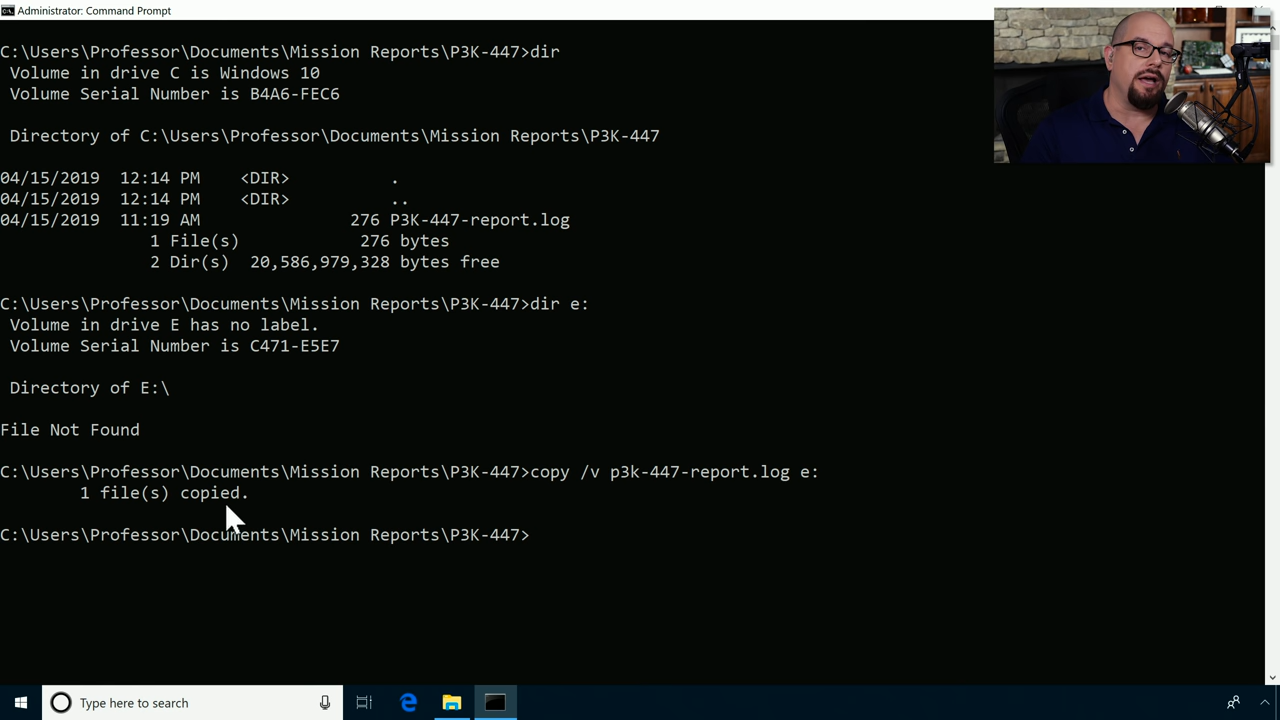 Administrator: Command Prompt
C:\Users\Professor\Documents\Mission Reports\P3K-447>dir
Volume in drive C is Windows 10
Volume Serial Number is B4A6-FEC6
Directory of C:\Users\Professor\Documents\Mission Reports\P3K-447
04/15/2019 12:14 PM <DIR> .
04/15/2019 12:14 PM <DIR> ..
04/15/2019 11:19 AM 276 P3K-447-report.log
1 File(s) 276 bytes
2 Dir(s) 20,586,979,328 bytes free
C:\Users\Professor\Documents\Mission Reports\P3K-447>dir e:
Volume in drive E has no label.
Volume Serial Number is C471-E5E7
Directory of E:\
File Not Found
C:\Users\Professor\Documents\Mission Reports\P3K-447>copy /v p3k-447-report.log e:
1 file(s) copied.
C:\Users\Professor\Documents\Mission Reports\P3K-447>
Type here to search